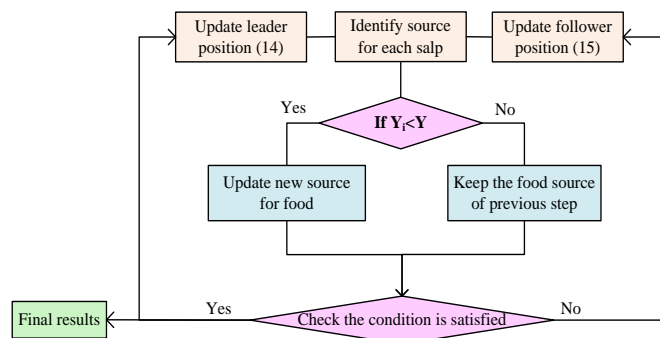 Update leader
position (14)
Identify source
for each salp
Update follower
position (15)
Yes
No
If Yi<Y
Update new source
for food
Keep the food source
of previous step
Final results
Yes
Check the condition is satisfied
No